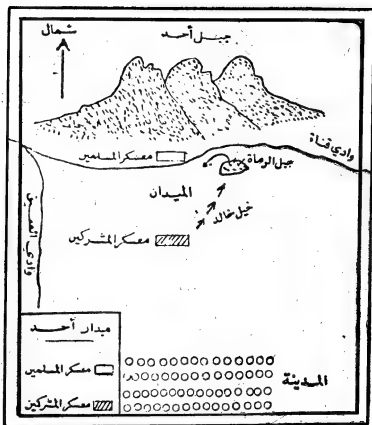 جبل أحد
شمال
وادي قناة
معسكر المسلمين
جبل الرماة
الميدان
خيل خالد
معسكر المشركين
وادي العقيق
ميدان أحد
معسكر المسلمين
معسكر المشركين
المدينة